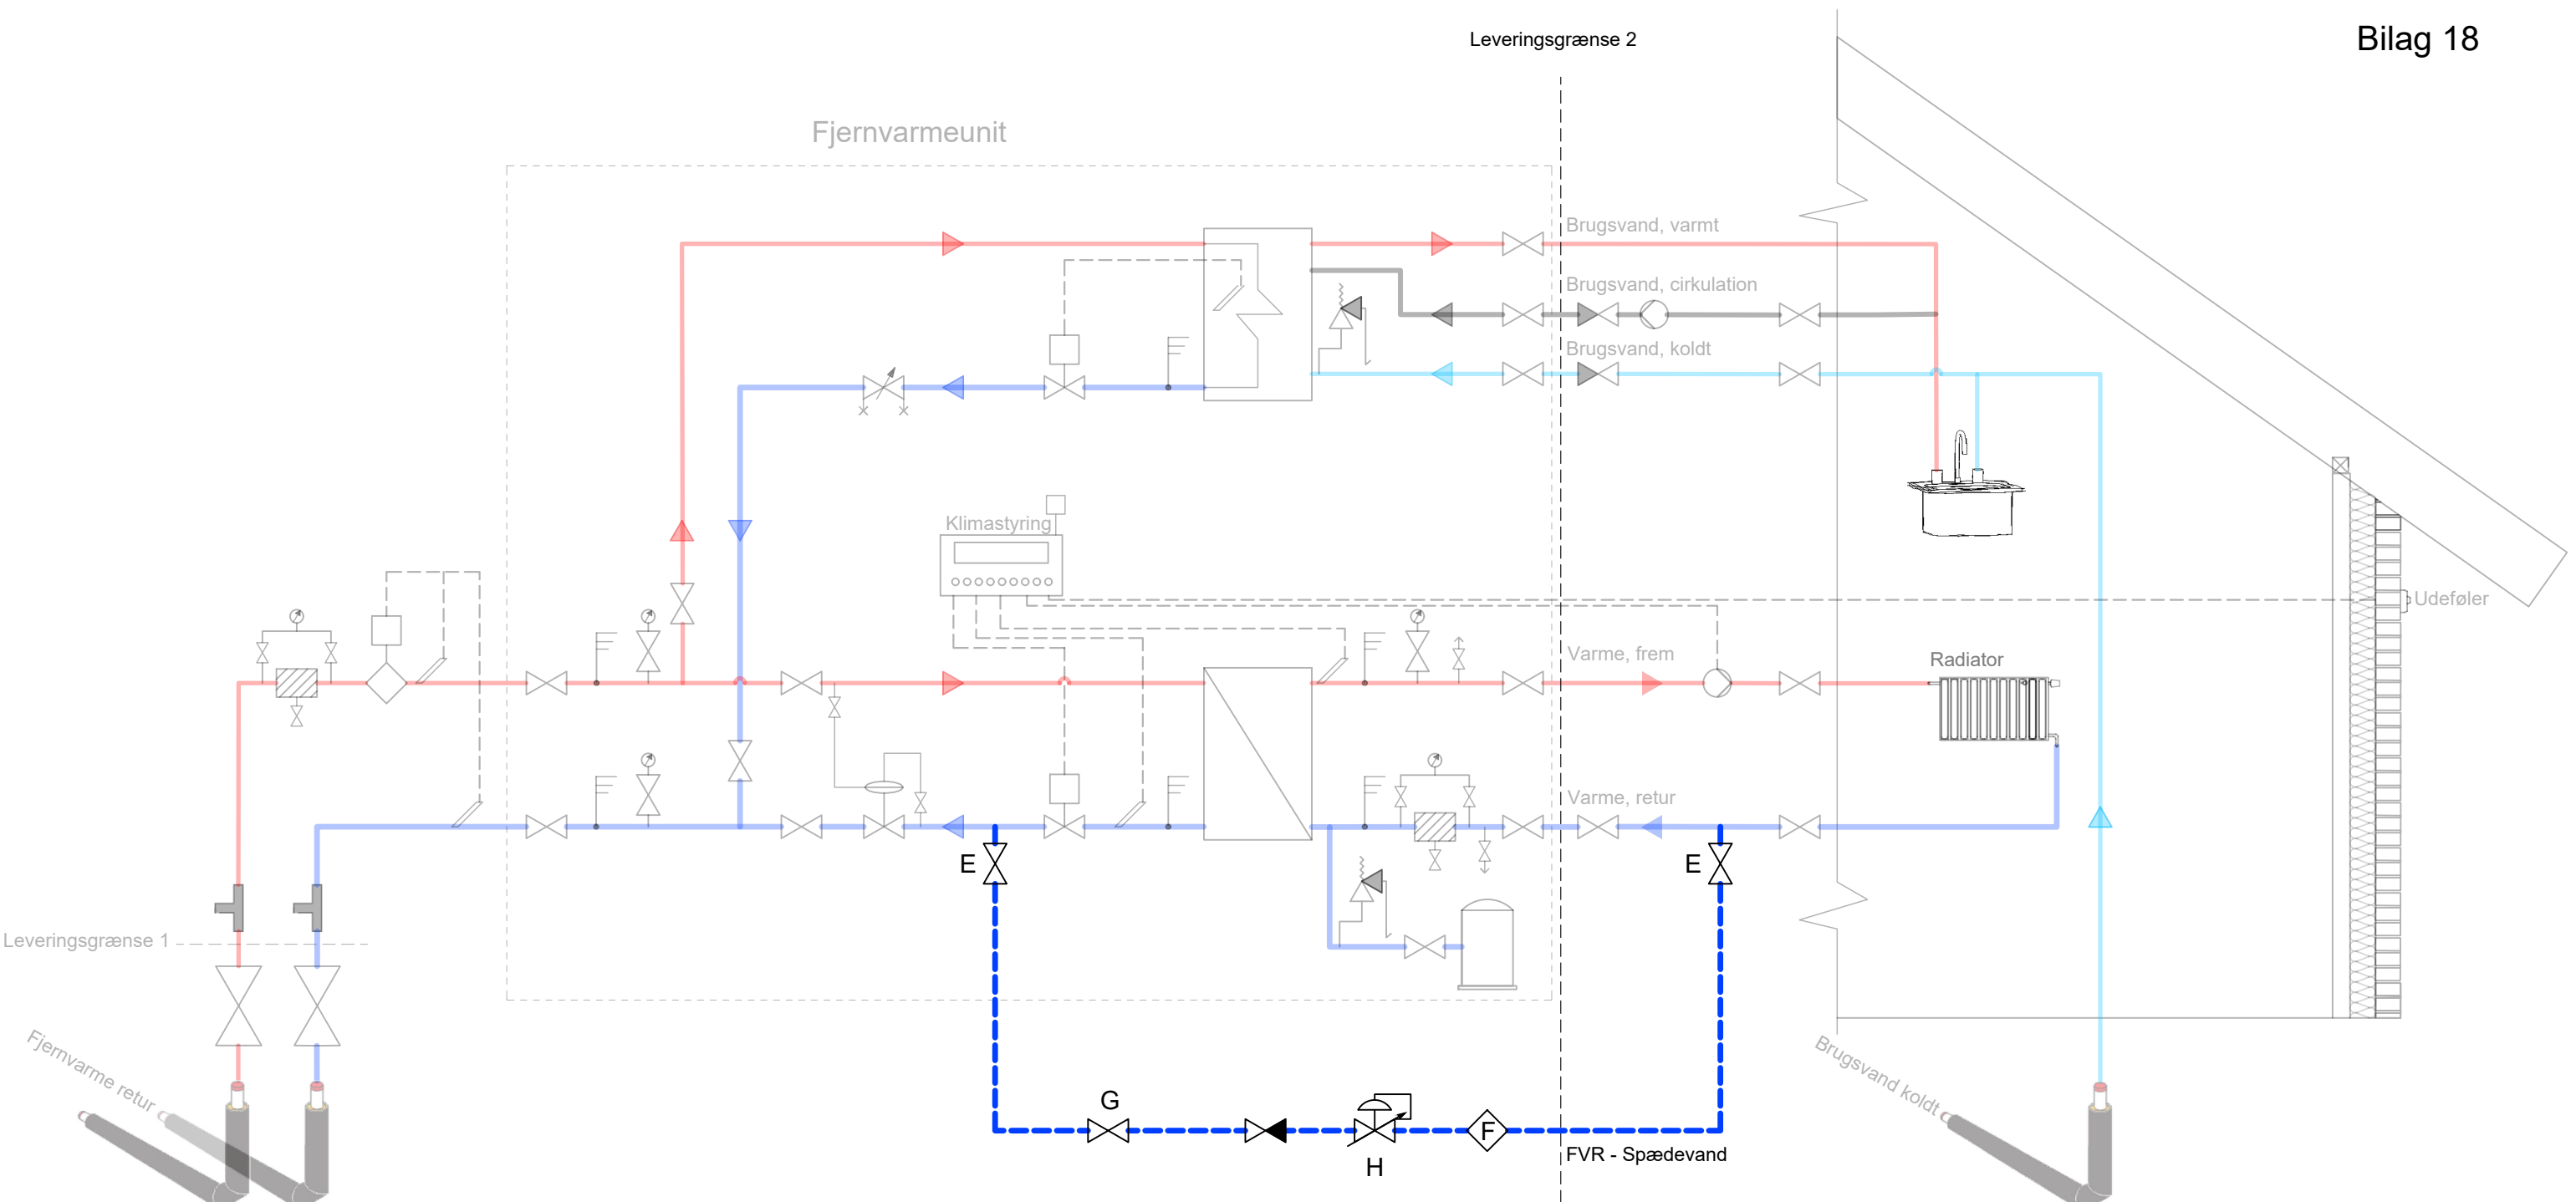 Leveringsgrænse 2
Bilag 18
Fjernvarmeunit
Brugsvand, varmt
Brugsvand, cirkulation
Brugsvand, koldt
Klimastyring
Udeføler
Varme, frem
Radiator
Varme, retur
E
E
Leveringsgrænse 1
Fjernvarme retur
Brugsvand koldt
G
F
H
FVR - Spædevand